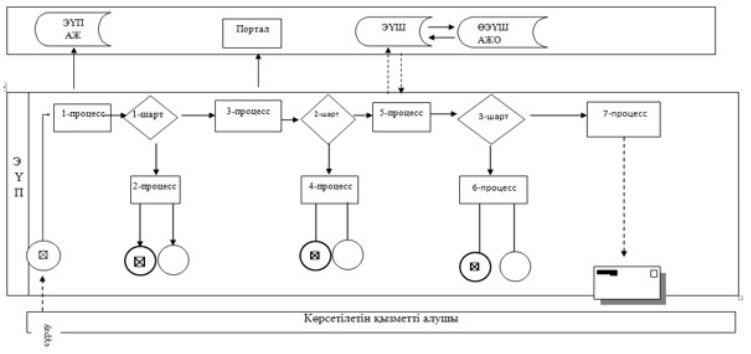 ЭҮП
АЖ
Портал
ЭҮШ
ӨЭҮШ
АЖО
1-процесс
1-шарт
3-процесс
2-шарт
5-процесс
3-шарт
7-процесс
Э
Ү
П
2-процесс
4-процесс
6-процесс
Көрсетілетін қызметті алушы
сұрау